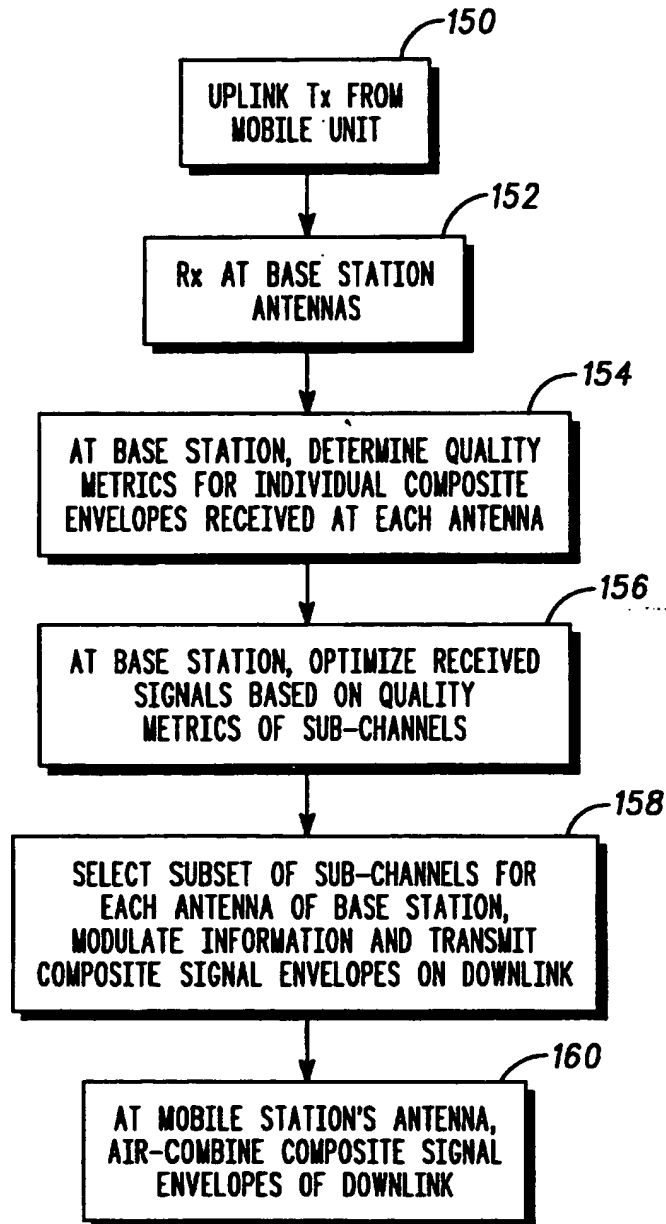 150
UPLINK Tx FROM
MOBILE UNIT
152
Rx AT BASE STATION
ANTENNAS
154
AT BASE STATION, DETERMINE QUALITY
METRICS FOR INDIVIDUAL COMPOSITE
ENVELOPES RECEIVED AT EACH ANTENNA
156
AT BASE STATION, OPTIMIZE RECEIVED
SIGNALS BASED ON QUALITY
METRICS OF SUB-CHANNELS
158
SELECT SUBSET OF SUB-CHANNELS FOR
EACH ANTENNA OF BASE STATION,
MODULATE INFORMATION AND TRANSMIT
COMPOSITE SIGNAL ENVELOPES ON DOWNLINK
160
AT MOBILE STATION'S ANTENNA,
AIR-COMBINE COMPOSITE SIGNAL
ENVELOPES OF DOWNLINK